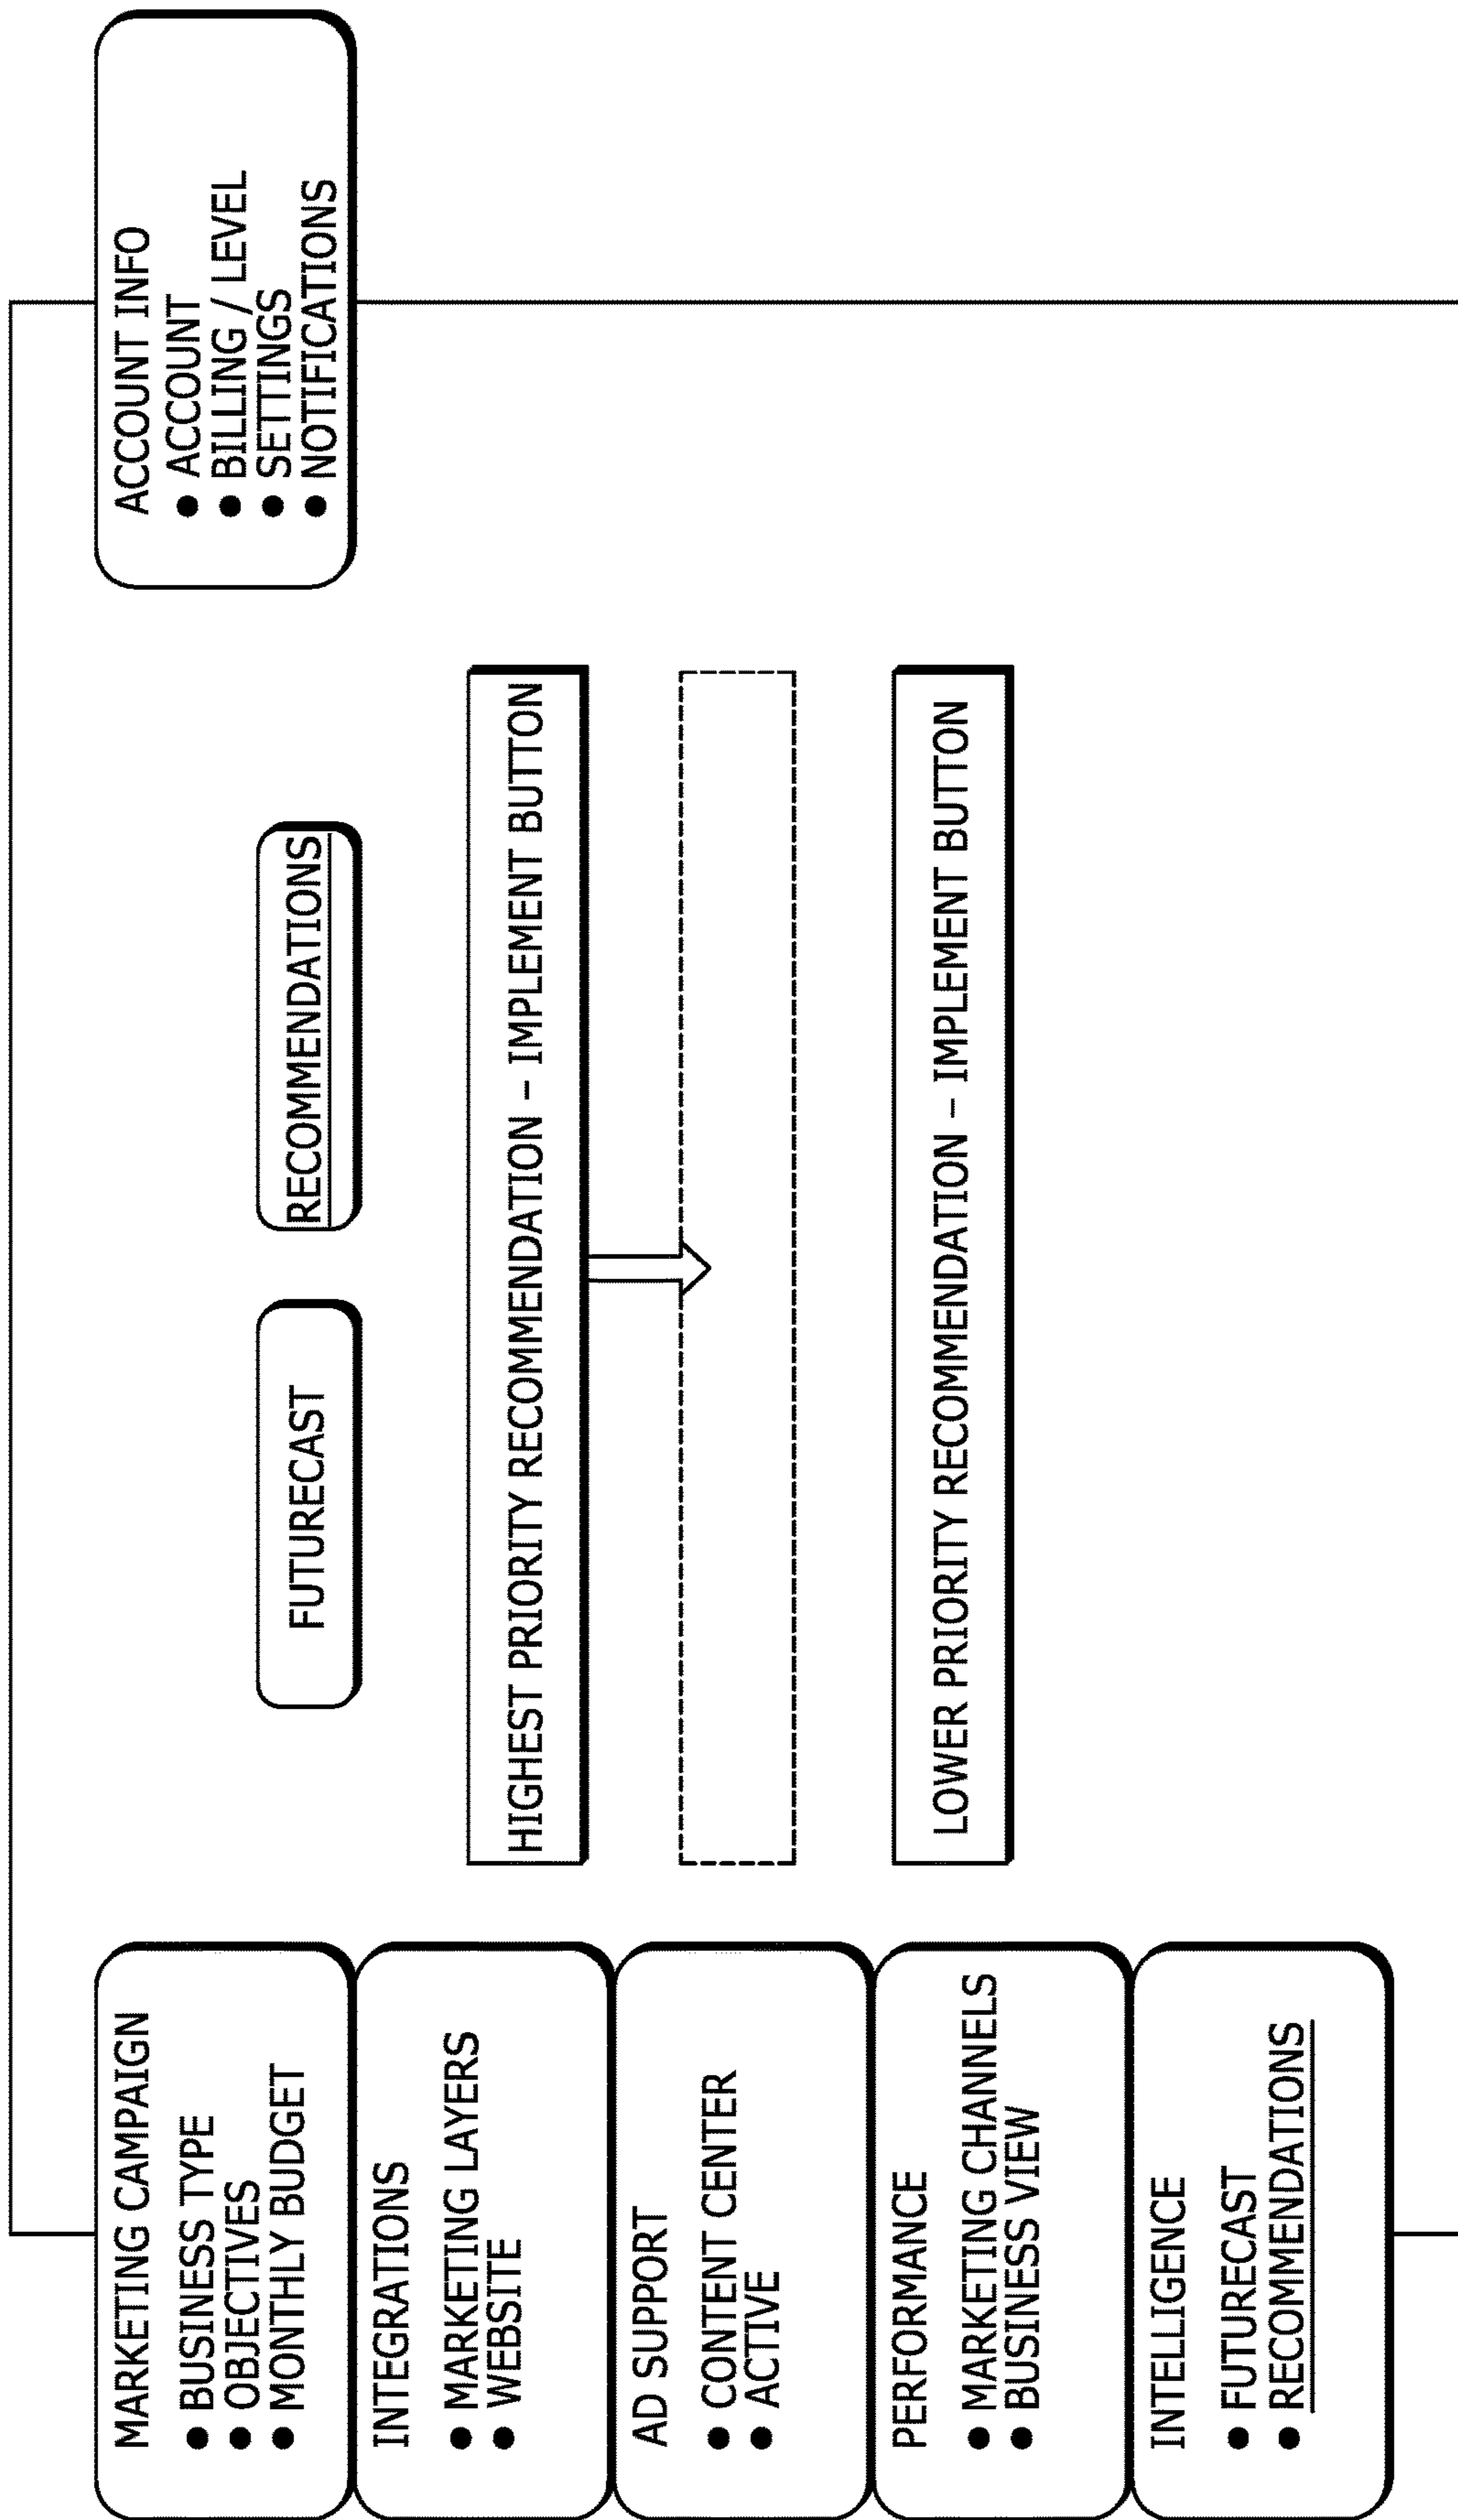 MARKETING CAMPAIGN
● BUSINESS TYPE
● OBJECTIVES
● MONTHLY BUDGET
INTEGRATIONS
● MARKETING LAYERS
● WEBSITE
AD SUPPORT
● CONTENT CENTER
● ACTIVE
PERFORMANCE
● MARKETING CHANNELS
● BUSINESS VIEW
INTELLIGENCE
● FUTURECAST
● RECOMMENDATIONS
FUTURECAST
RECOMMENDATIONS
HIGHEST PRIORITY RECOMMENDATION – IMPLEMENT BUTTON
LOWER PRIORITY RECOMMENDATION – IMPLEMENT BUTTON
ACCOUNT INFO
● ACCOUNT
● BILLING / LEVEL
● SETTINGS
● NOTIFICATIONS